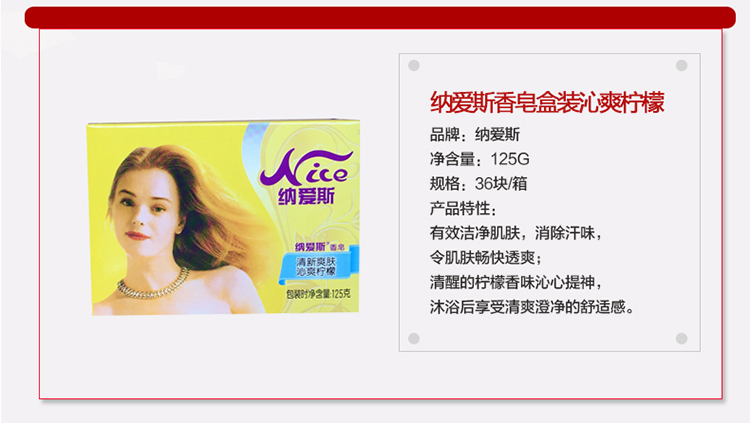 纳爱斯香皂盒装沁爽柠檬
品牌：纳爱斯
净含量：125G
规格：36块/箱
产品特性：
有效洁净肌肤，消除汗味，
令肌肤畅快透爽；
清醒的柠檬香味沁心提神，
沐浴后享受清爽澄净的舒适感。
Nice
纳爱斯
纳爱斯®香皂
清新爽肤
沁爽柠檬
包装时净含量:125克